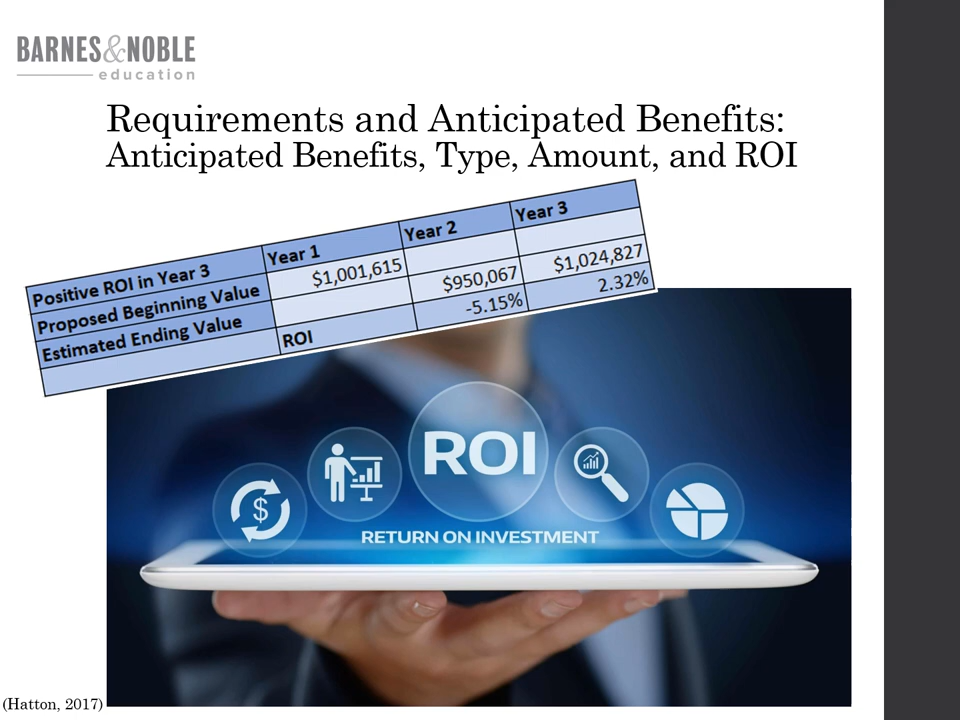 BARNES&NOBLE
education
Requirements and Anticipated Benefits:
Anticipated Benefits, Type, Amount, and ROI
Positive ROI in Year 3 Year 1 Year 2 Year 3
Proposed Beginning Value $1,001,615
Estimated Ending Value $950,067 $1,024,827
ROI -5.15% 2.32%
ROI
$
RETURN ON INVESTMENT
(Hatton, 2017)